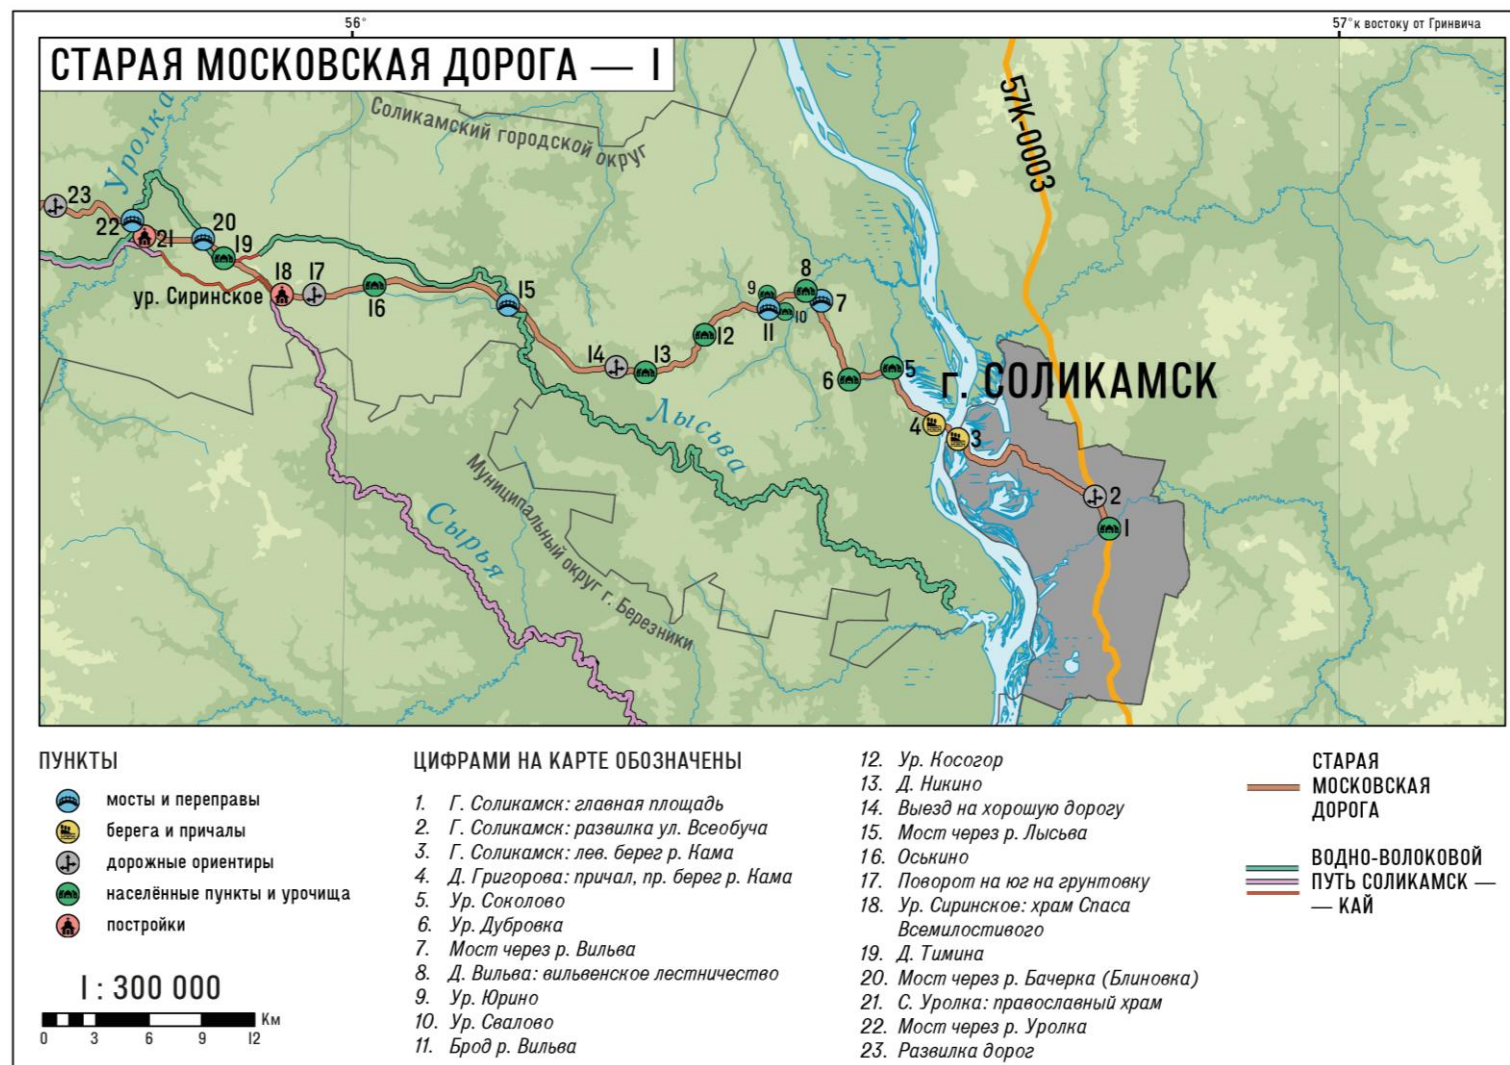 56°
57° к востоку от Гринвича
СТАРАЯ МОСКОВСКАЯ ДОРОГА — I
Соликамский городской округ
57К-0003
Уролка
23
22
21
20
19
18
17
ур. Сиринское
16
15
14
13
12
9
8
10
11
7
6
5
г. СОЛИКАМСК
4
3
2
1
Лысьва
Сырья
Муниципальный округ г. Березники
ПУНКТЫ
мосты и переправы
берега и причалы
дорожные ориентиры
населённые пункты и урочища
постройки
1 : 300 000
Км
0 3 6 9 12
ЦИФРАМИ НА КАРТЕ ОБОЗНАЧЕНЫ
1. Г. Соликамск: главная площадь
2. Г. Соликамск: развилка ул. Всеобуча
3. Г. Соликамск: лев. берег р. Кама
4. Д. Григорова: причал, пр. берег р. Кама
5. Ур. Соколово
6. Ур. Дубровка
7. Мост через р. Вильва
8. Д. Вильва: вильвенское лестничество
9. Ур. Юрино
10. Ур. Свалово
11. Брод р. Вильва
12. Ур. Косогор
13. Д. Никино
14. Выезд на хорошую дорогу
15. Мост через р. Лысьва
16. Оськино
17. Поворот на юг на грунтовку
18. Ур. Сиринское: храм Спаса
Всемилостивого
19. Д. Тимина
20. Мост через р. Бачерка (Блиновка)
21. С. Уролка: православный храм
22. Мост через р. Уролка
23. Развилка дорог
СТАРАЯ
МОСКОВСКАЯ
ДОРОГА
ВОДНО-ВОЛОКОВОЙ
ПУТЬ СОЛИКАМСК —
— КАЙ